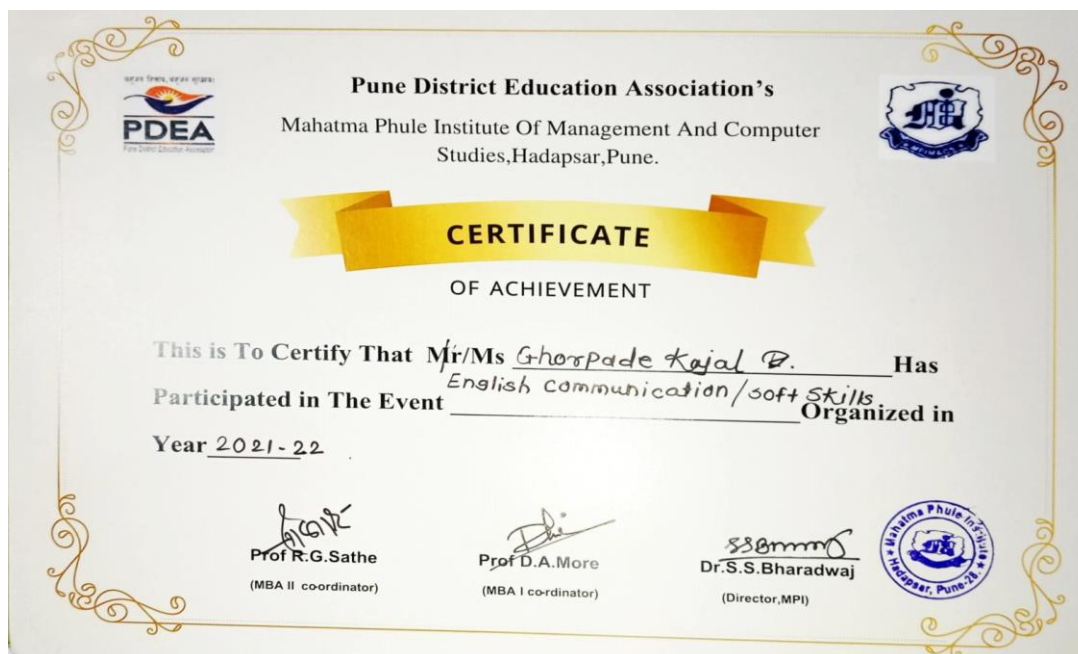 PDEA
Pune District Education Association's
Mahatma Phule Institute Of Management And Computer
Studies,Hadapsar,Pune.
CERTIFICATE
OF ACHIEVEMENT
This is To Certify That Mr/Ms Ghorpade Kajal B. Has
Participated in The Event English Communication/Soft Skills Organized in
Year 2021-22
Prof R.G.Sathe
(MBA II co-ordinator)
Prof D.A.More
(MBA I co-rdinator)
Dr.S.S.Bharadwaj
(Director,MPI)
Mahatma Phule Institute
Hadapsar, Pune-28.